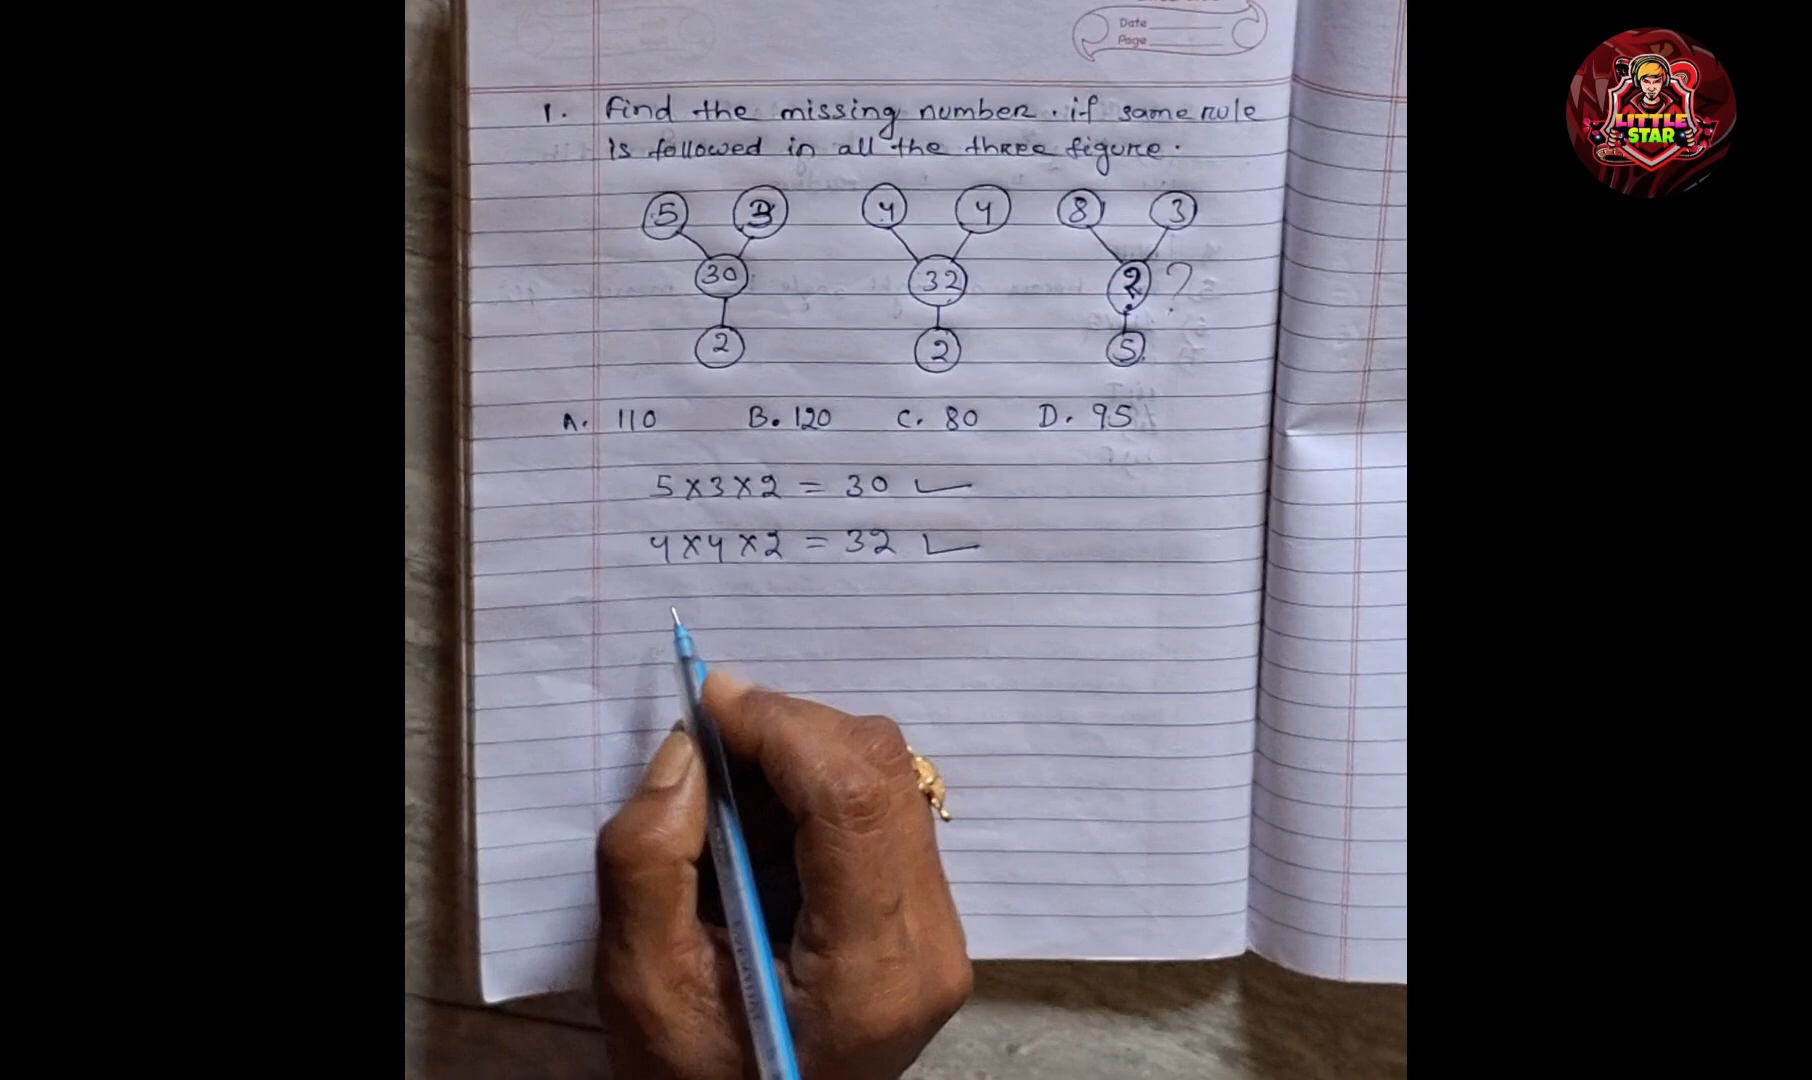 Date
Page
LITTLE
STAR
1. Find the missing number. if same rule
is followed in all the three figure.
5 3 4 4 8 3
30 32 ? ?
2 2 5
A. 110 B. 120 C. 80 D. 95
5×3×2 = 30
4×4×2 = 32